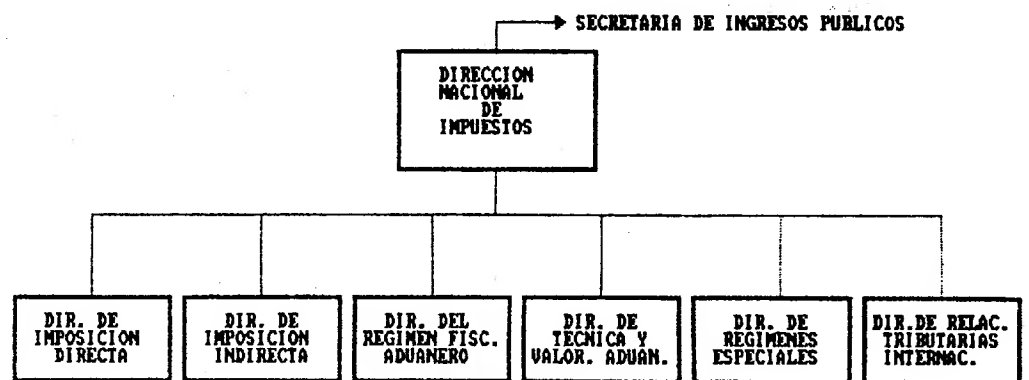 SECRETARIA DE INGRESOS PUBLICOS
DIRECCION
NACIONAL
DE
IMPUESTOS
DIR. DE
IMPOSICION
DIRECTA
DIR. DE
IMPOSICION
INDIRECTA
DIR. DEL
REGIMEN FISC.
ADUANERO
DIR. DE
TECNICA Y
VALOR. ADUAN.
DIR. DE
REGIMENES
ESPECIALES
DIR.DE RELAC.
TRIBUTARIAS
INTERNAC.